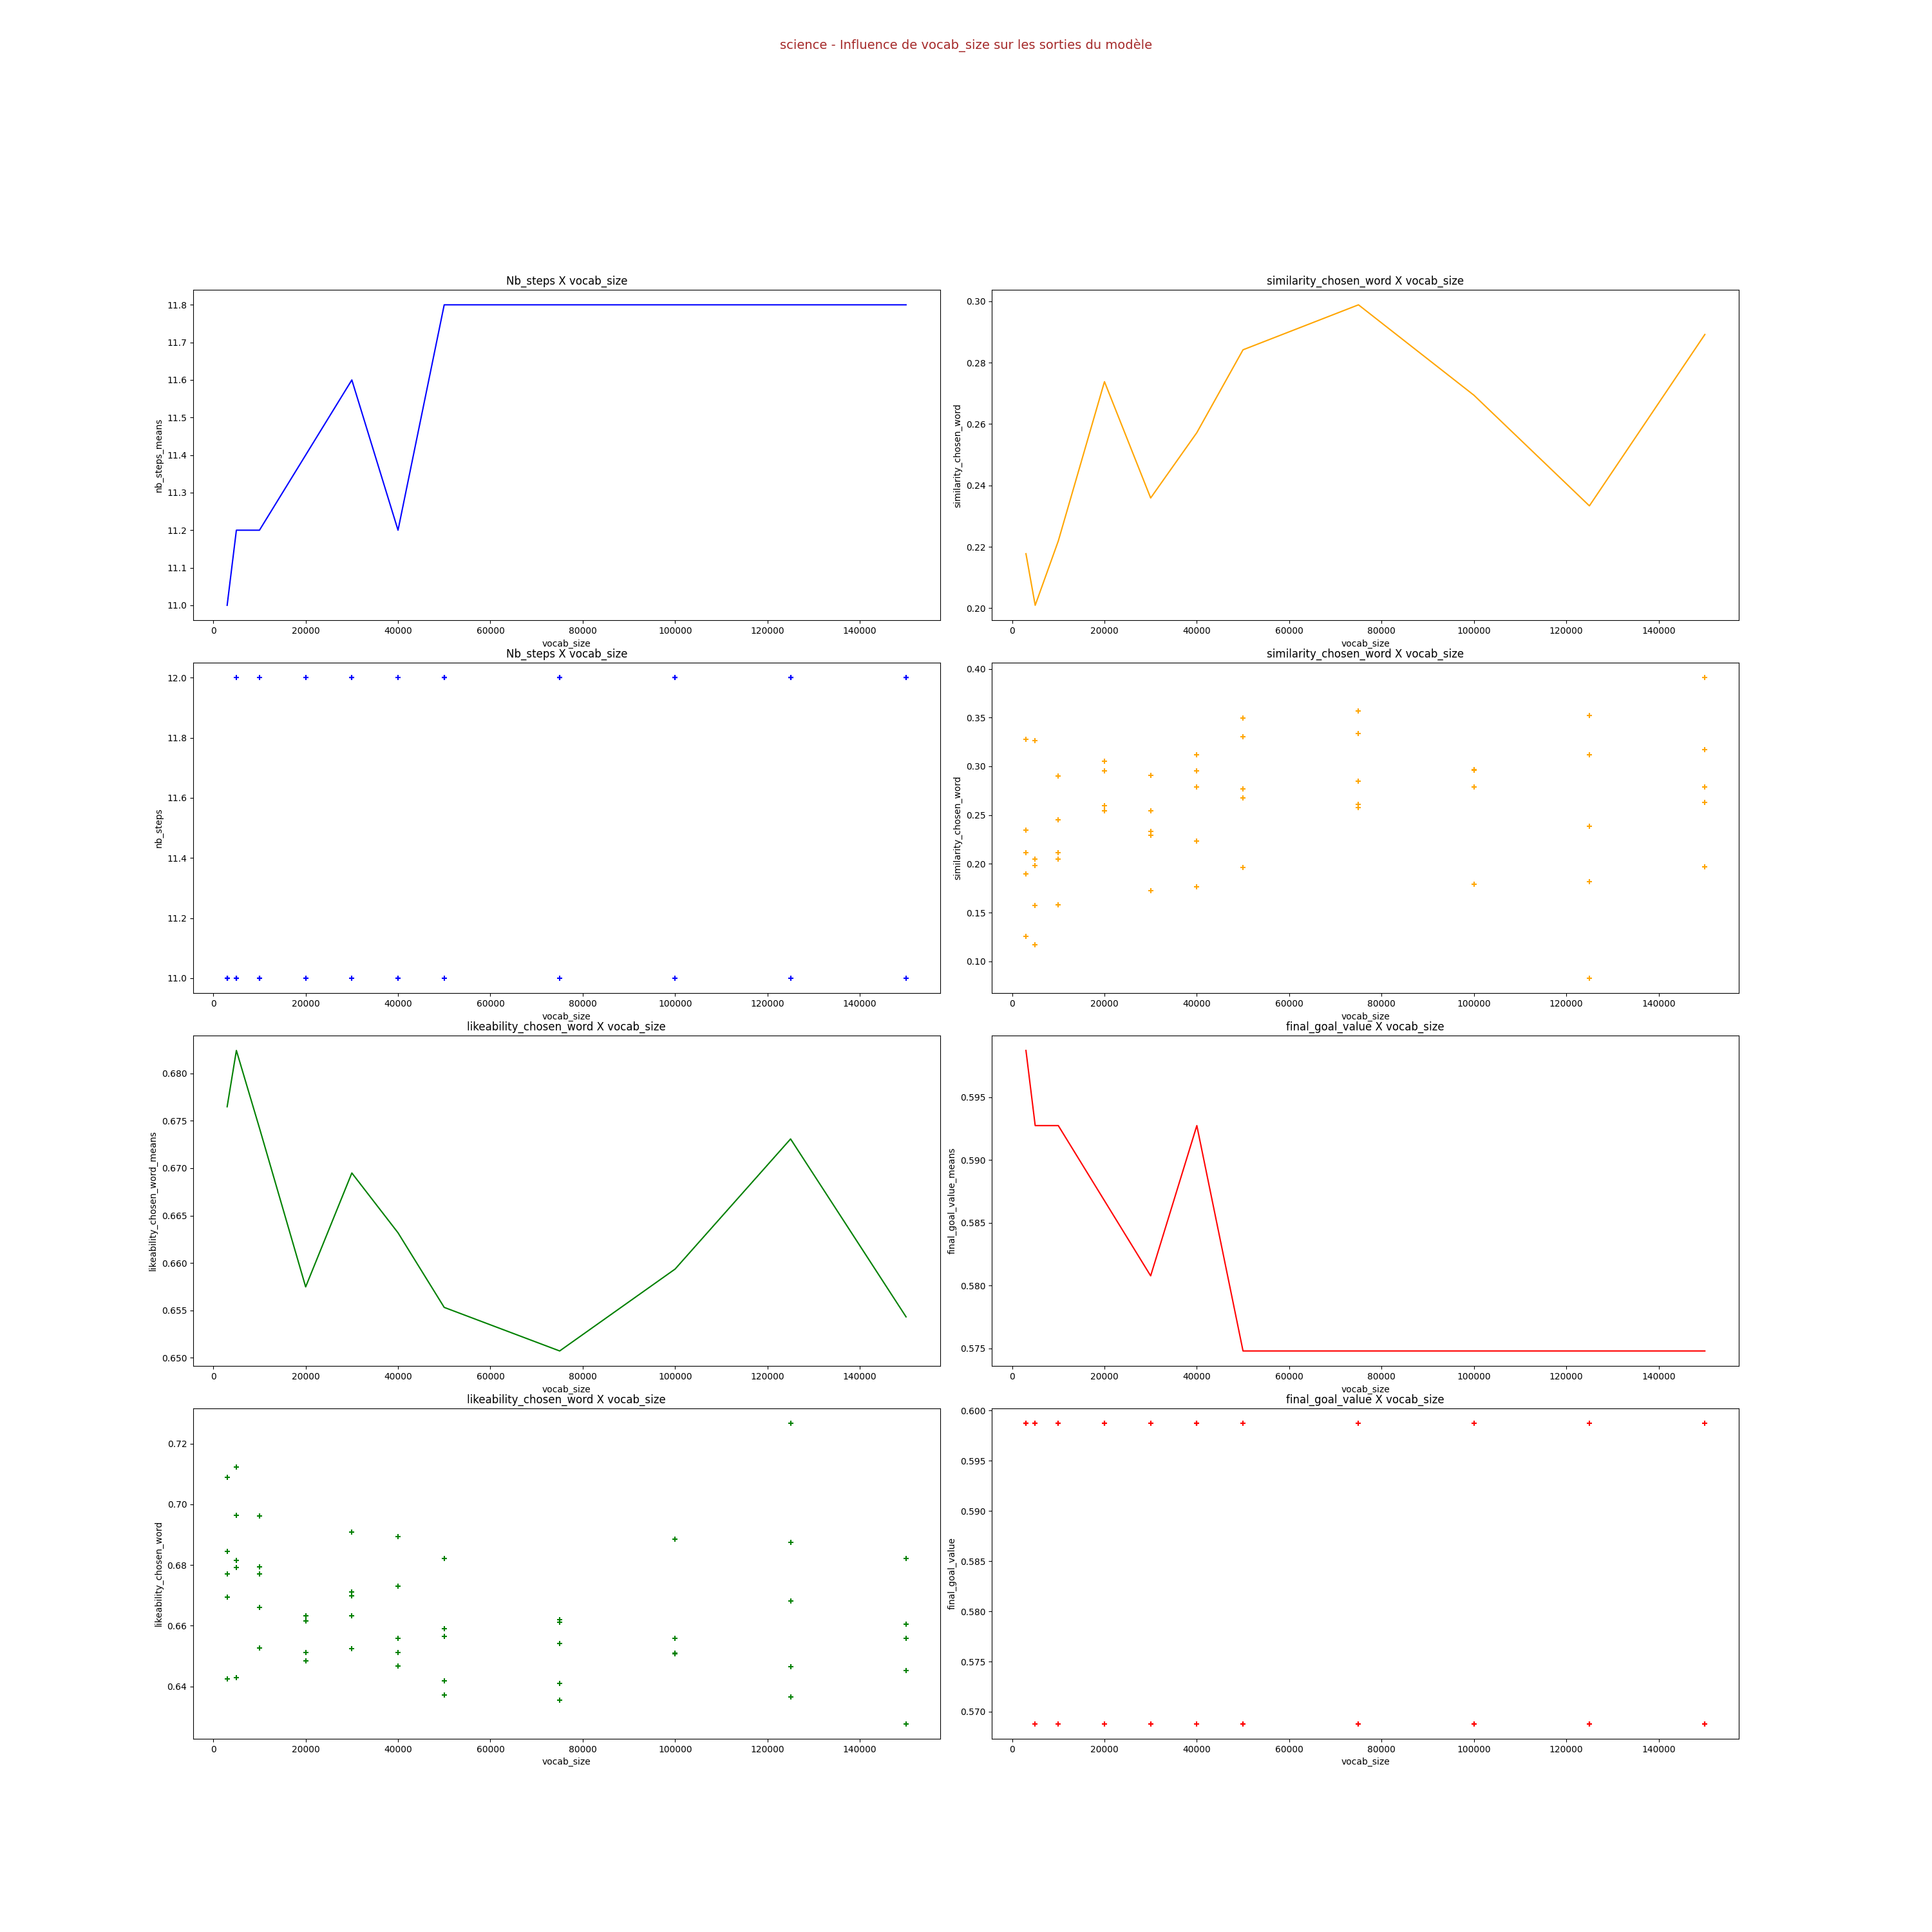 science - Influence de vocab_size sur les sorties du modèle
Nb_steps X vocab_size
nb_steps_means
11.8
11.7
11.6
11.5
11.4
11.3
11.2
11.1
11.0
0 20000 40000 60000 80000 100000 120000 140000
vocab_size
similarity_chosen_word X vocab_size
similarity_chosen_word
0.30
0.28
0.26
0.24
0.22
0.20
0 20000 40000 60000 80000 100000 120000 140000
vocab_size
Nb_steps X vocab_size
nb_steps
12.0
11.8
11.6
11.4
11.2
11.0
0 20000 40000 60000 80000 100000 120000 140000
vocab_size
similarity_chosen_word X vocab_size
similarity_chosen_word
0.40
0.35
0.30
0.25
0.20
0.15
0.10
0 20000 40000 60000 80000 100000 120000 140000
vocab_size
likeability_chosen_word X vocab_size
likeability_chosen_word_means
0.680
0.675
0.670
0.665
0.660
0.655
0.650
0 20000 40000 60000 80000 100000 120000 140000
vocab_size
final_goal_value X vocab_size
final_goal_value_means
0.595
0.590
0.585
0.580
0.575
0 20000 40000 60000 80000 100000 120000 140000
vocab_size
likeability_chosen_word X vocab_size
likeability_chosen_word
0.72
0.70
0.68
0.66
0.64
0 20000 40000 60000 80000 100000 120000 140000
vocab_size
final_goal_value X vocab_size
final_goal_value
0.600
0.595
0.590
0.585
0.580
0.575
0.570
0 20000 40000 60000 80000 100000 120000 140000
vocab_size